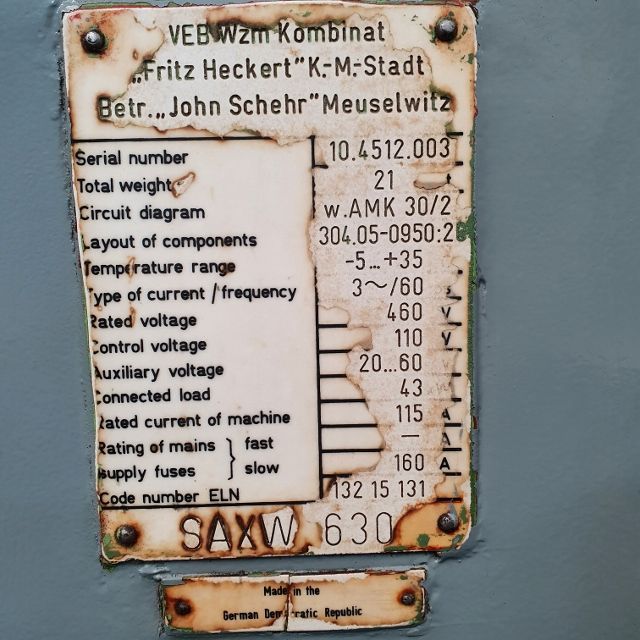 VEB Wzm Kombinat
„Fritz Heckert" K.-M.-Stadt
Betr. „John Schehr" Meuselwitz
Serial number 10.4512.003
Total weight 21 t
Circuit diagram w.AMK 30/2
Layout of components 304.05-0950:2
Temperature range -5...+35
Type of current / frequency 3~/60
Rated voltage 460 V
Control voltage 110 V
Auxiliary voltage 20...60
Connected load 43
Rated current of machine 115 A
Rating of mains } fast — A
supply fuses } slow 160 A
Code number ELN 132 15 131
SAXW 630
Made in the
German Democratic Republic